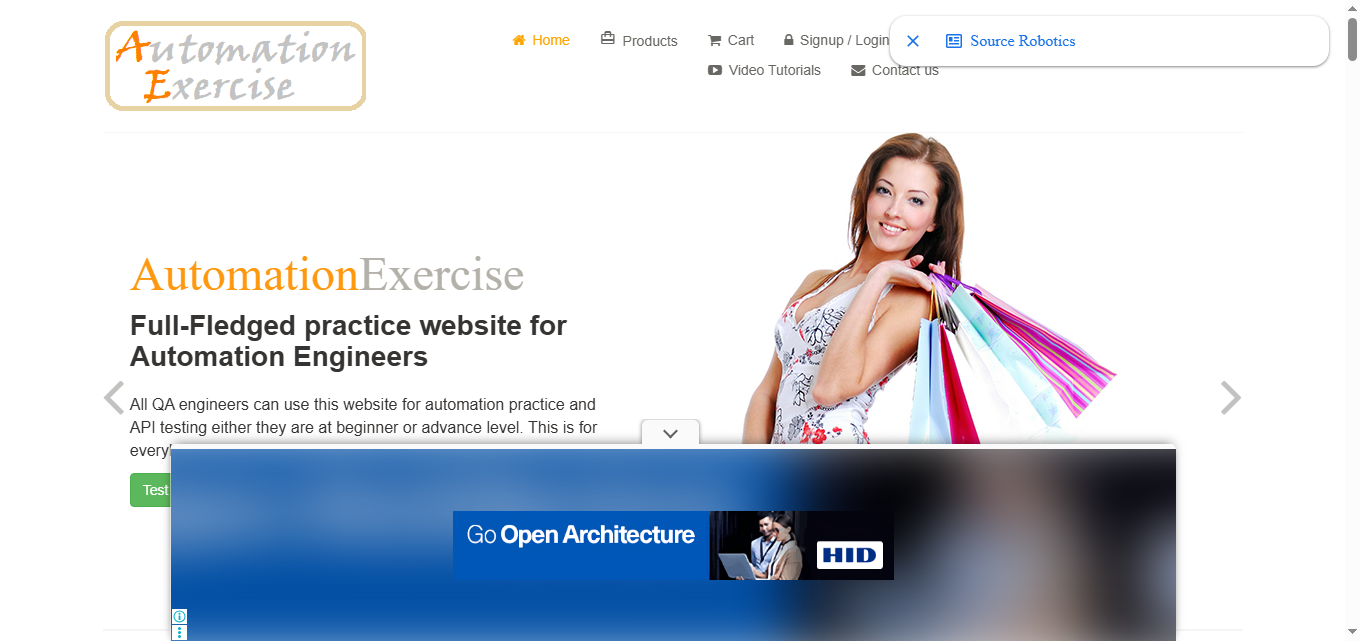 Automation
Exercise
Home
Products
Cart
Signup / Login
Source Robotics
Video Tutorials
Contact us
AutomationExercise
Full-Fledged practice website for
Automation Engineers
All QA engineers can use this website for automation practice and
API testing either they are at beginner or advance level. This is for
Test
Go Open Architecture
HID